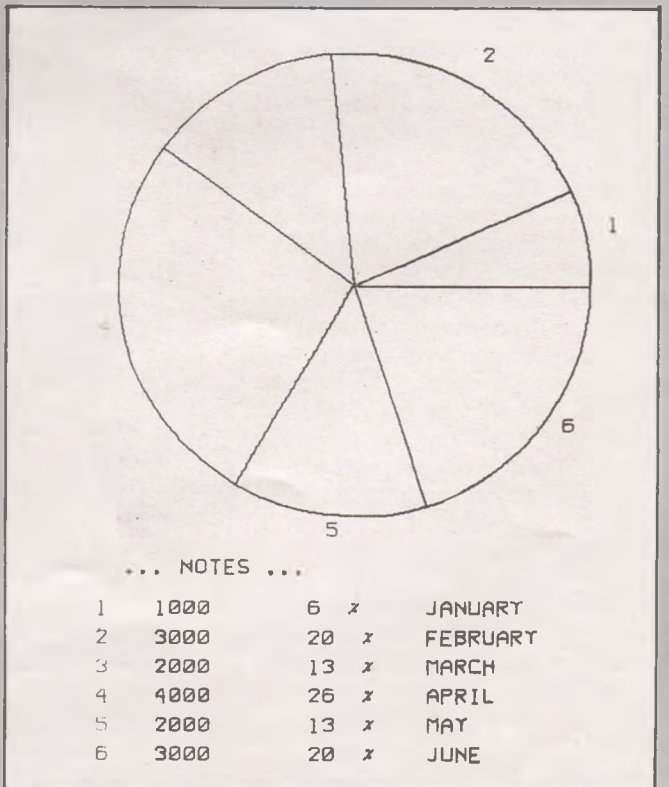 2
1
6
5
... NOTES ...
1 1000 6 % JANUARY
2 3000 20 % FEBRUARY
3 2000 13 % MARCH
4 4000 26 % APRIL
5 2000 13 % MAY
6 3000 20 % JUNE